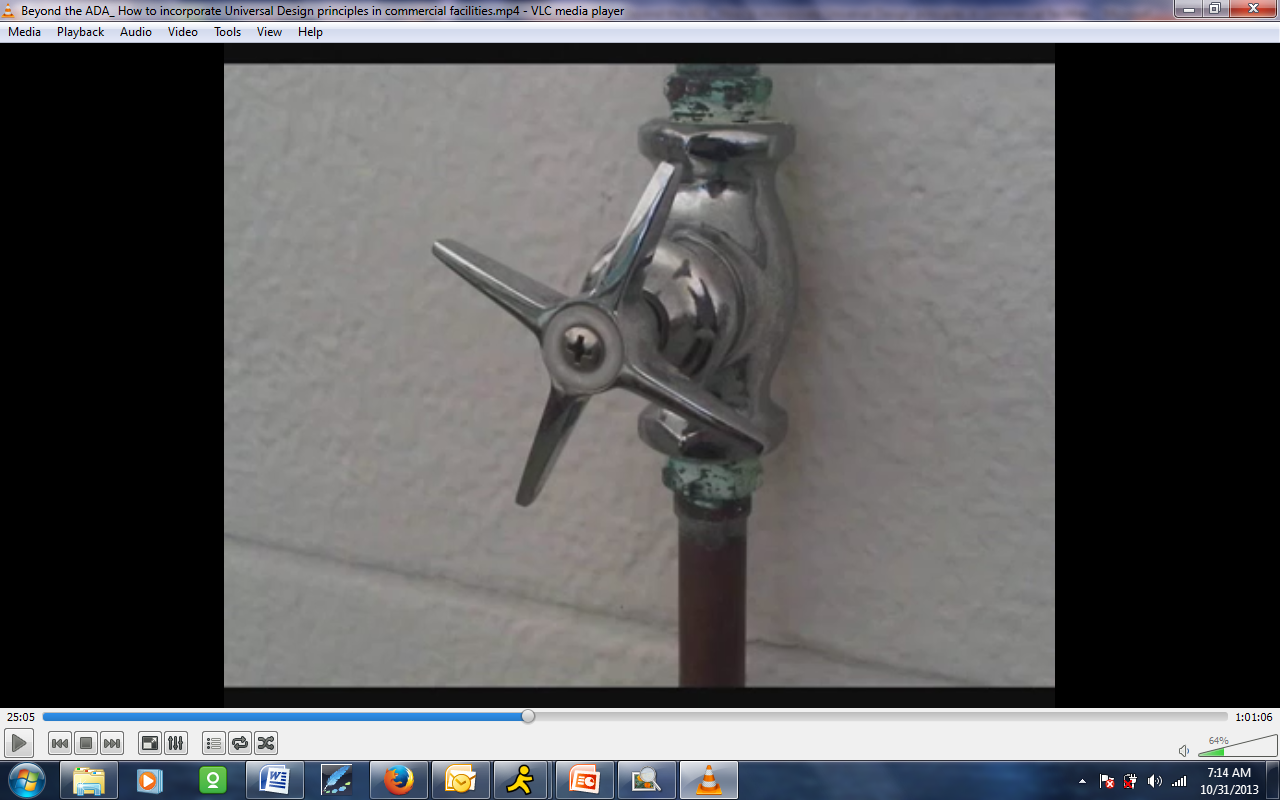 Beyond the ADA_ How to incorporate Universal Design principles in commercial facilities.mp4 - VLC media player
Media Playback Audio Video Tools View Help
25:05 1:01:06
64%
7:14 AM
10/31/2013